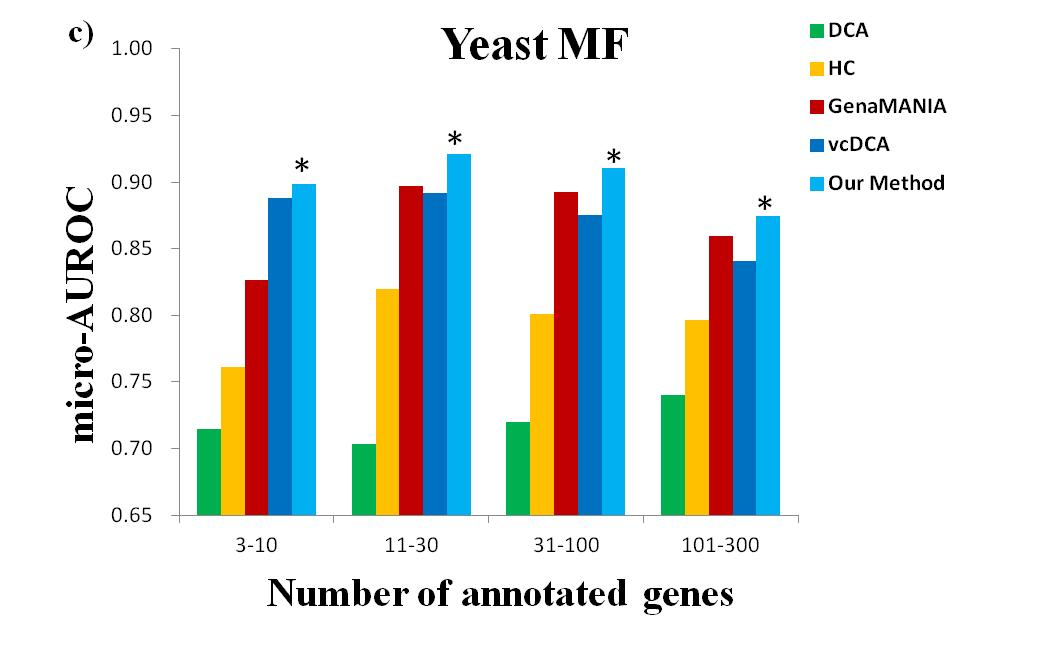 c)
Yeast MF
DCA
HC
GenaMANIA
vcDCA
Our Method
micro-AUROC
1.00
0.95
0.90
0.85
0.80
0.75
0.70
0.65
*
*
*
*
3-10
11-30
31-100
101-300
Number of annotated genes